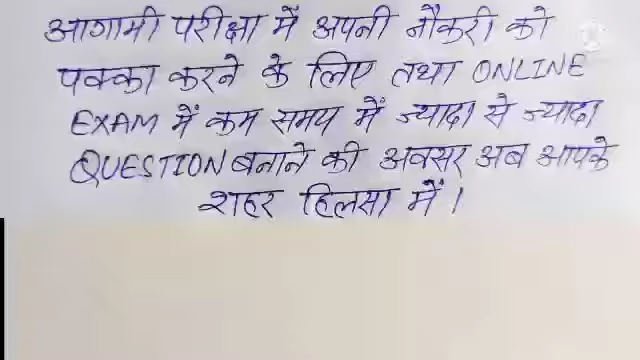 आगामी परीक्षा में अपनी नौकरी को
पक्का करने के लिए तथा ONLINE
EXAM में कम समय में ज्यादा से ज्यादा
QUESTION बनाने की अवसर अब आपके
शहर हिलसा में।